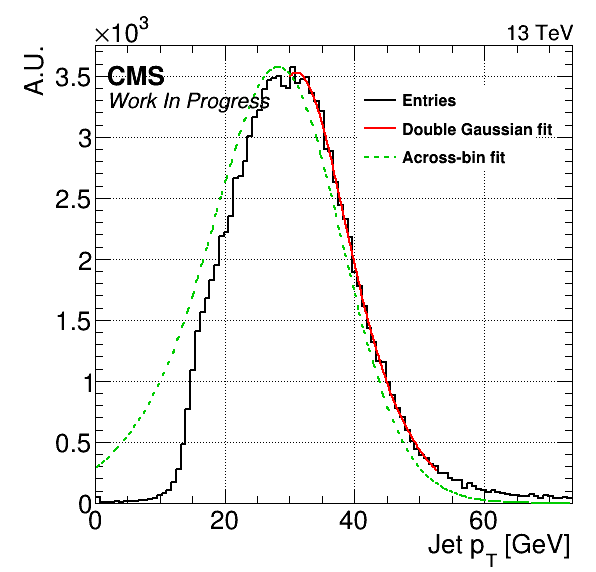 ×10³
13 TeV
A.U.
CMS
Work In Progress
Entries
Double Gaussian fit
Across-bin fit
3.5
3
2.5
2
1.5
1
0.5
0
0 20 40 60
Jet p_T [GeV]